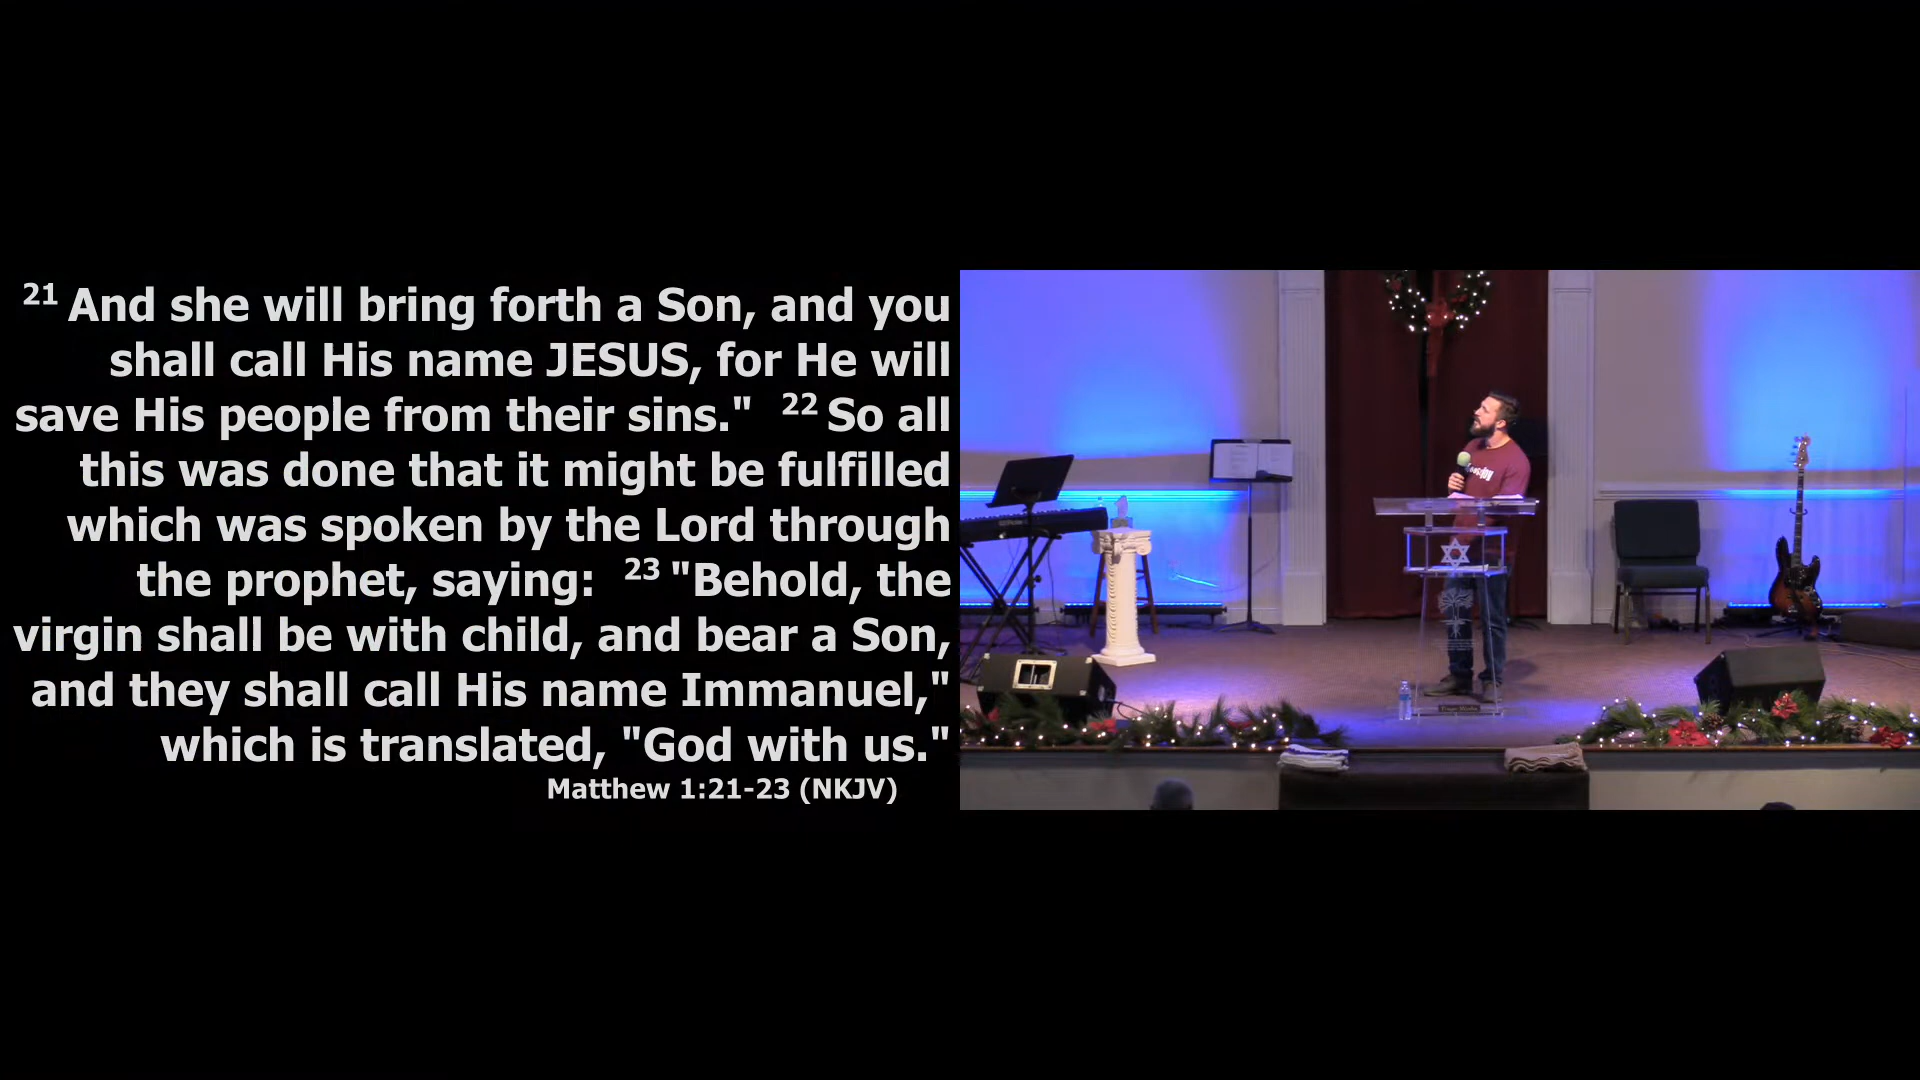 21 And she will bring forth a Son, and you
shall call His name JESUS, for He will
save His people from their sins." 22 So all
this was done that it might be fulfilled
which was spoken by the Lord through
the prophet, saying: 23 "Behold, the
virgin shall be with child, and bear a Son,
and they shall call His name Immanuel,"
which is translated, "God with us."
Matthew 1:21-23 (NKJV)